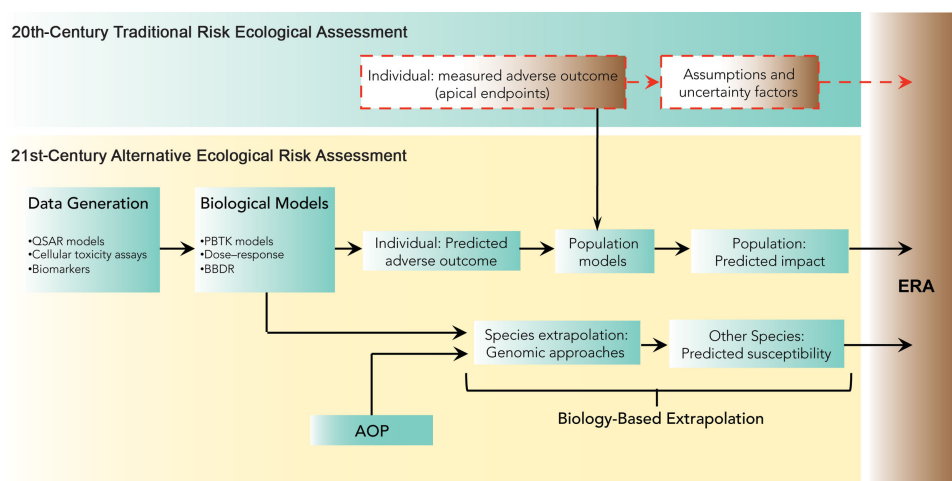 20th-Century Traditional Risk Ecological Assessment
Individual: measured adverse outcome
(apical endpoints)
Assumptions and
uncertainty factors
21st-Century Alternative Ecological Risk Assessment
Data Generation
•QSAR models
•Cellular toxicity assays
•Biomarkers
Biological Models
•PBTK models
•Dose–response
•BBDR
Individual: Predicted
adverse outcome
Population
models
Population:
Predicted impact
ERA
Species extrapolation:
Genomic approaches
Other Species:
Predicted susceptibility
Biology-Based Extrapolation
AOP